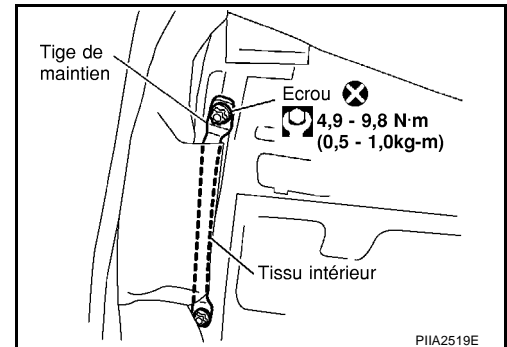 Tige de
maintien
Ecrou
4,9 - 9,8 N·m
(0,5 - 1,0kg-m)
Tissu intérieur
PIIA2519E